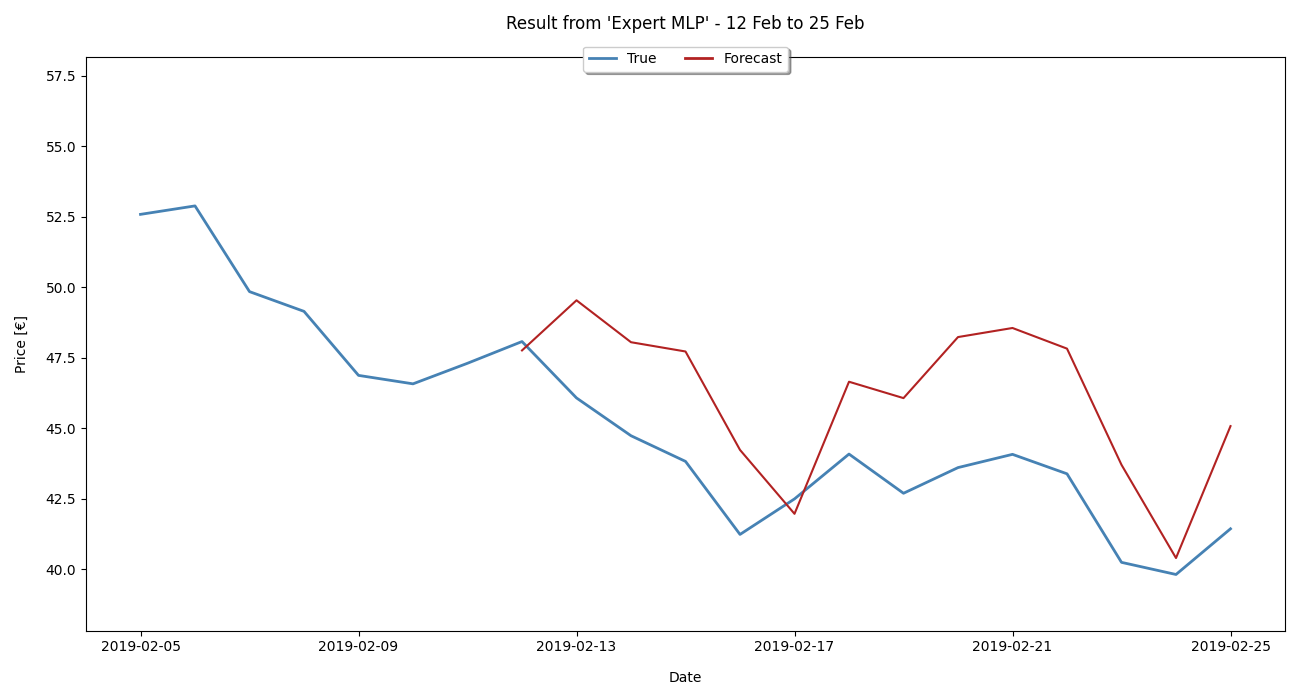 Result from 'Expert MLP' - 12 Feb to 25 Feb
True Forecast
57.5
55.0
52.5
50.0
47.5
45.0
42.5
40.0
Price [€]
2019-02-05 2019-02-09 2019-02-13 2019-02-17 2019-02-21 2019-02-25
Date